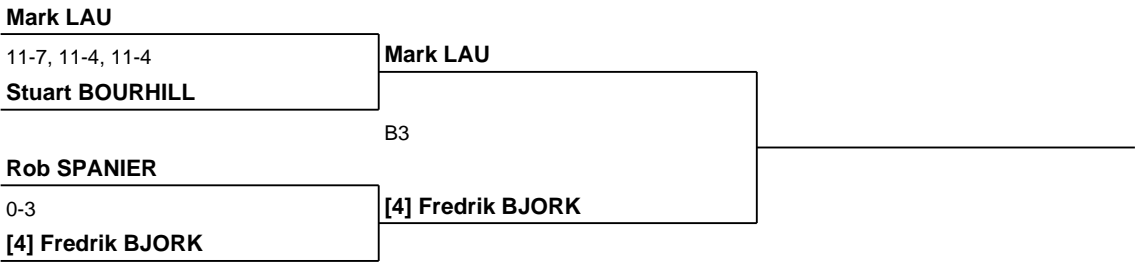 Mark LAU
11-7, 11-4, 11-4
Mark LAU
Stuart BOURHILL
B3
Rob SPANIER
0-3
[4] Fredrik BJORK
[4] Fredrik BJORK